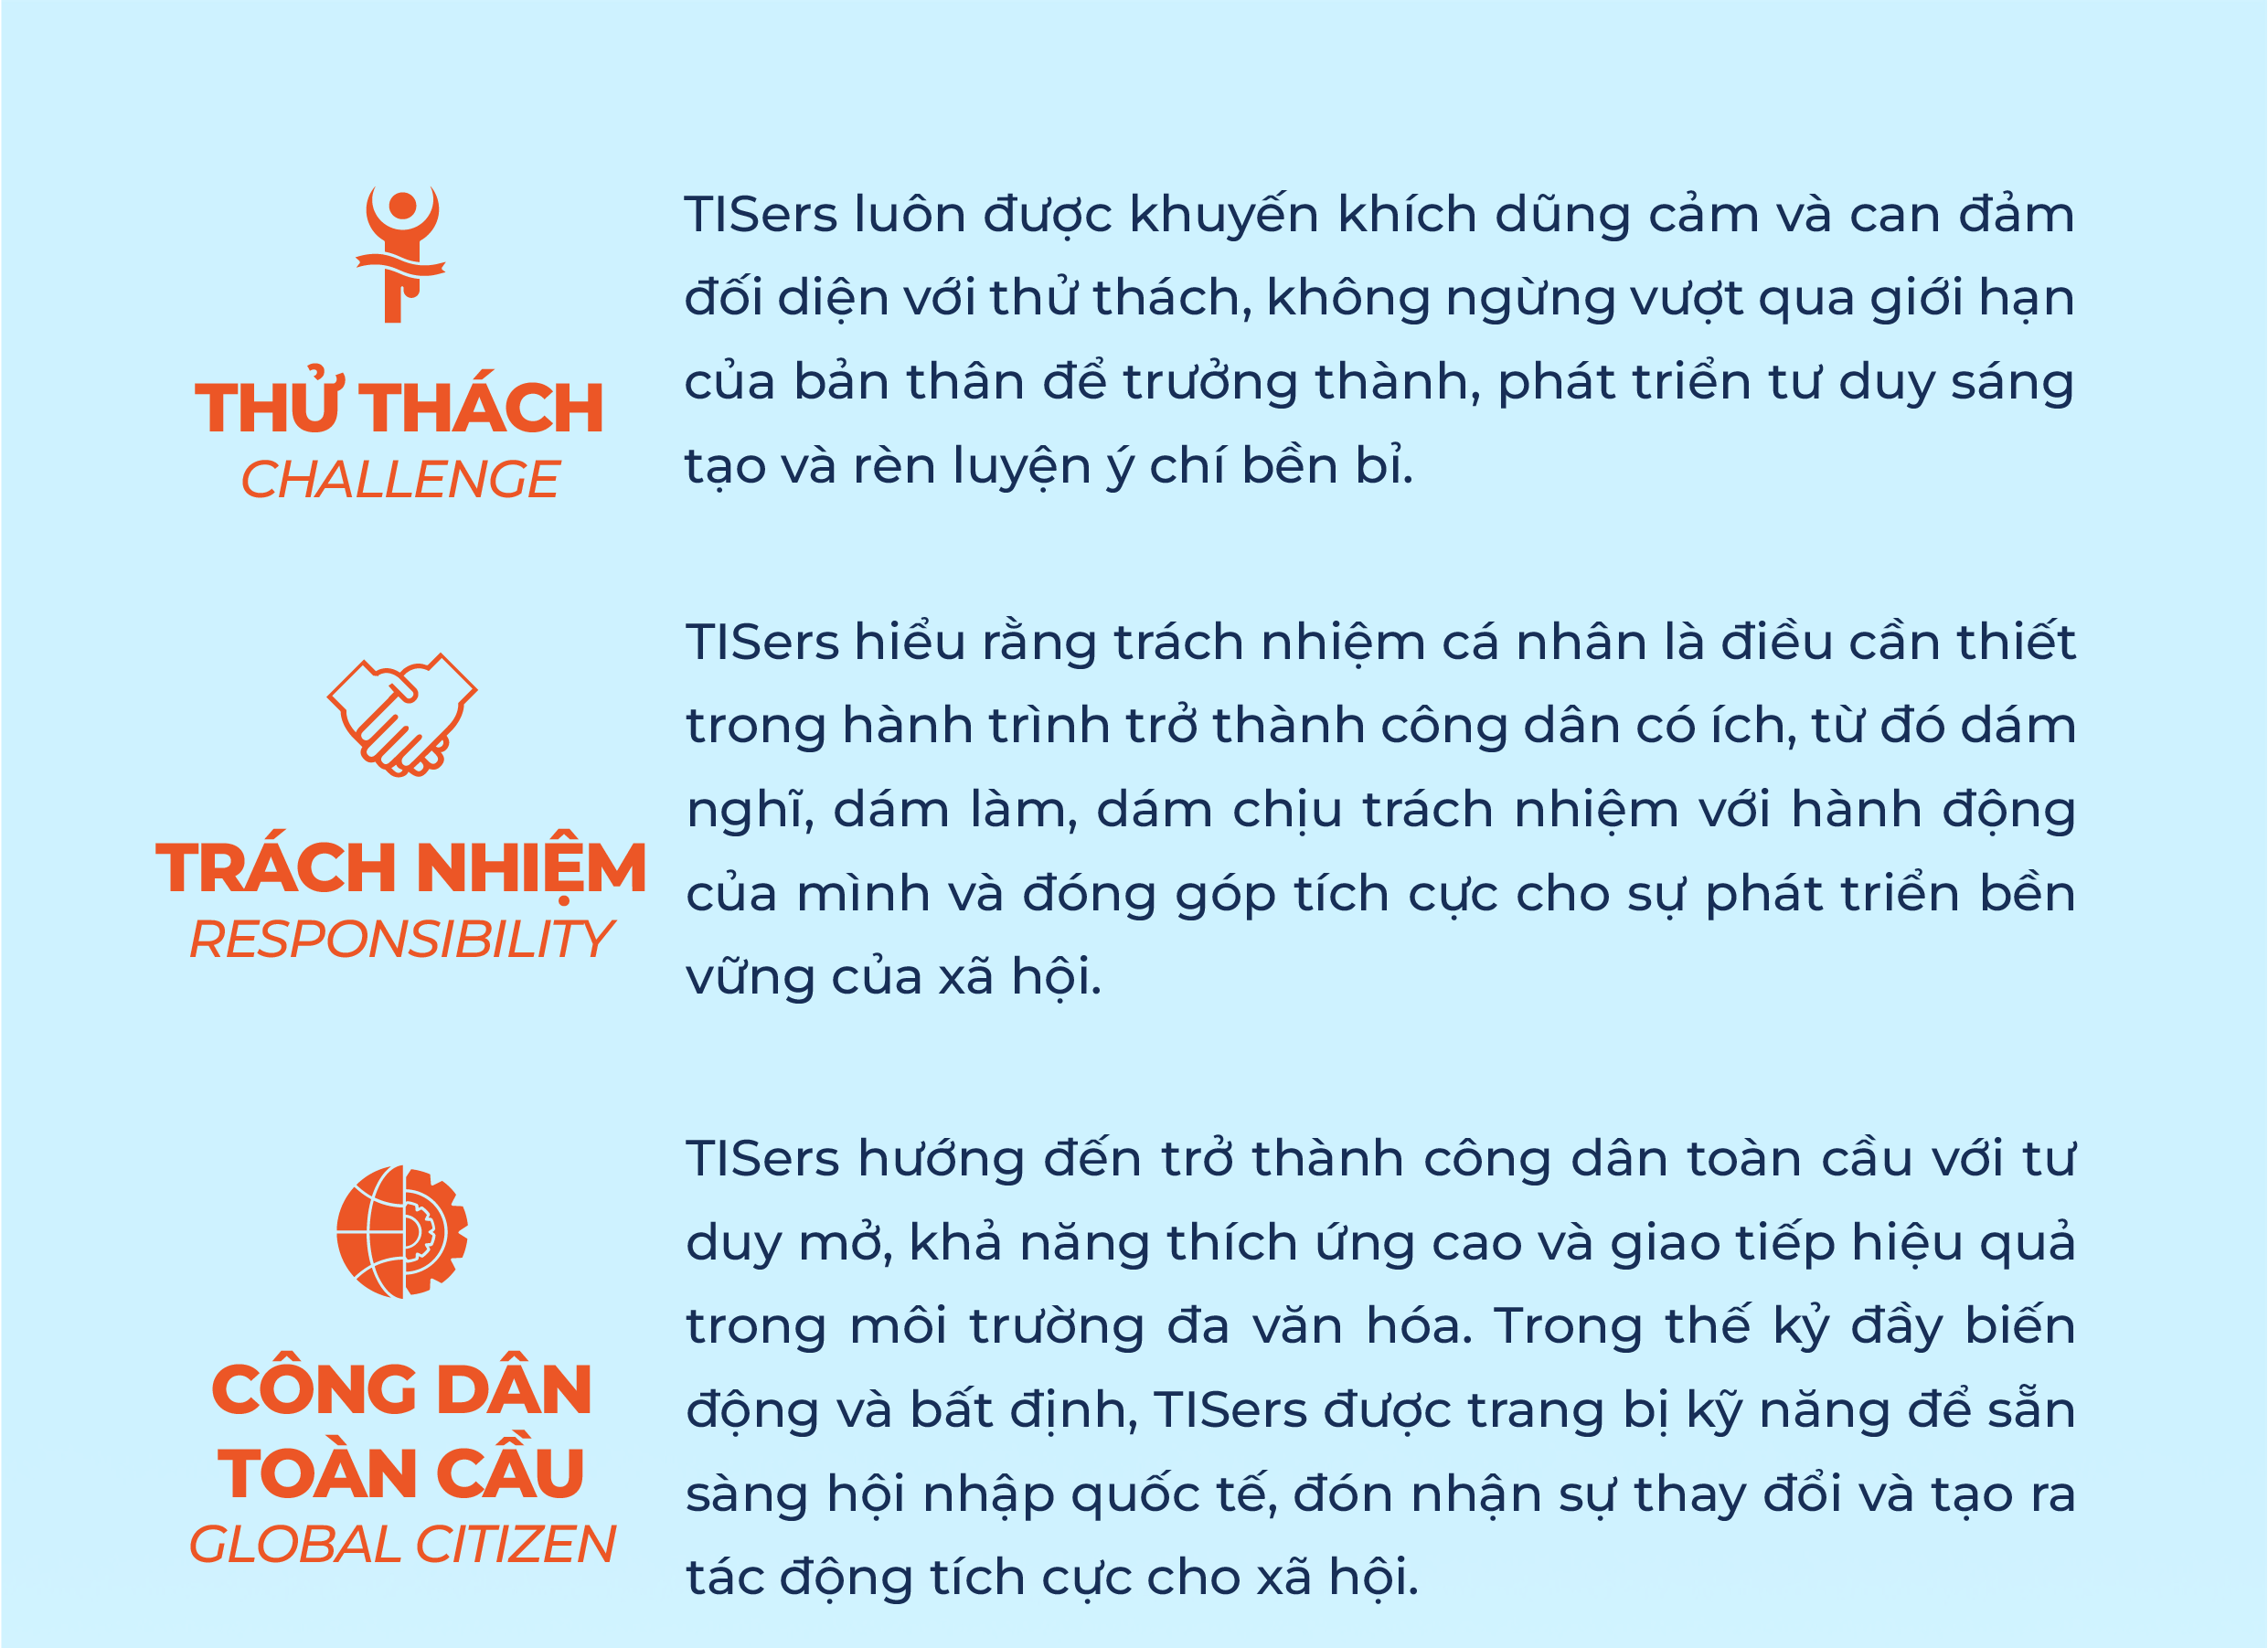 THỬ THÁCH
CHALLENGE
TISers luôn được khuyến khích dũng cảm và can đảm
đối diện với thử thách, không ngừng vượt qua giới hạn
của bản thân để trưởng thành, phát triển tư duy sáng
tạo và rèn luyện ý chí bền bỉ.
TRÁCH NHIỆM
RESPONSIBILITY
TISers hiểu rằng trách nhiệm cá nhân là điều cần thiết
trong hành trình trở thành công dân có ích, từ đó dám
nghĩ, dám làm, dám chịu trách nhiệm với hành động
của mình và đóng góp tích cực cho sự phát triển bền
vững của xã hội.
CÔNG DÂN
TOÀN CẦU
GLOBAL CITIZEN
TISers hướng đến trở thành công dân toàn cầu với tư
duy mở, khả năng thích ứng cao và giao tiếp hiệu quả
trong môi trường đa văn hóa. Trong thế kỷ đầy biến
động và bất định, TISers được trang bị kỹ năng để sẵn
sàng hội nhập quốc tế, đón nhận sự thay đổi và tạo ra
tác động tích cực cho xã hội.